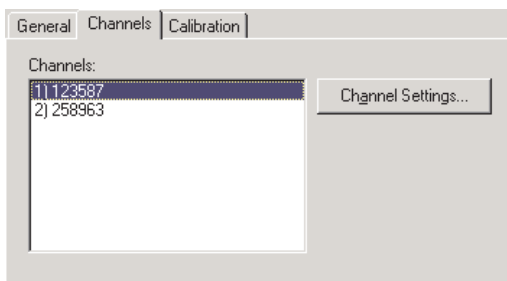 General Channels Calibration
Channels:
1) 123587
2) 258963
Channel Settings...